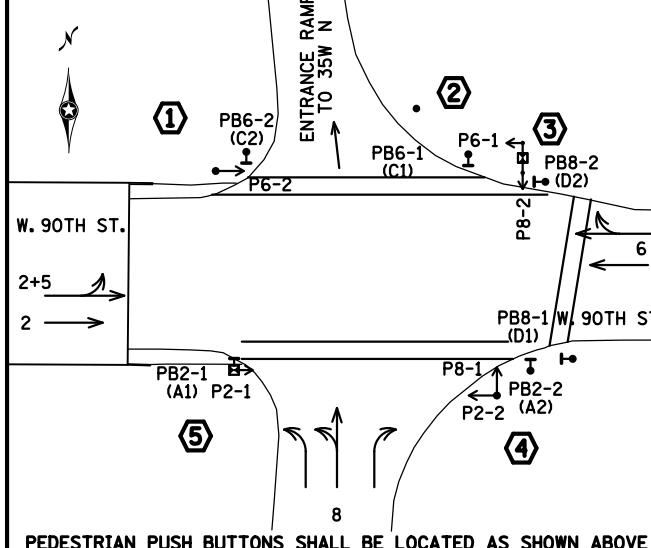 N
ENTRANCE RAMP
TO 35W N
1
2
3
PB6-2
(C2)
P6-1
PB6-1
(C1)
PB8-2
(D2)
P6-2
P8-2
W. 90TH ST.
6
2+5
2
PB8-1
(D1)
W. 90TH ST
PB2-1
(A1)
P2-1
P8-1
PB2-2
(A2)
P2-2
5
4
8
PEDESTRIAN PUSH BUTTONS SHALL BE LOCATED AS SHOWN ABOVE